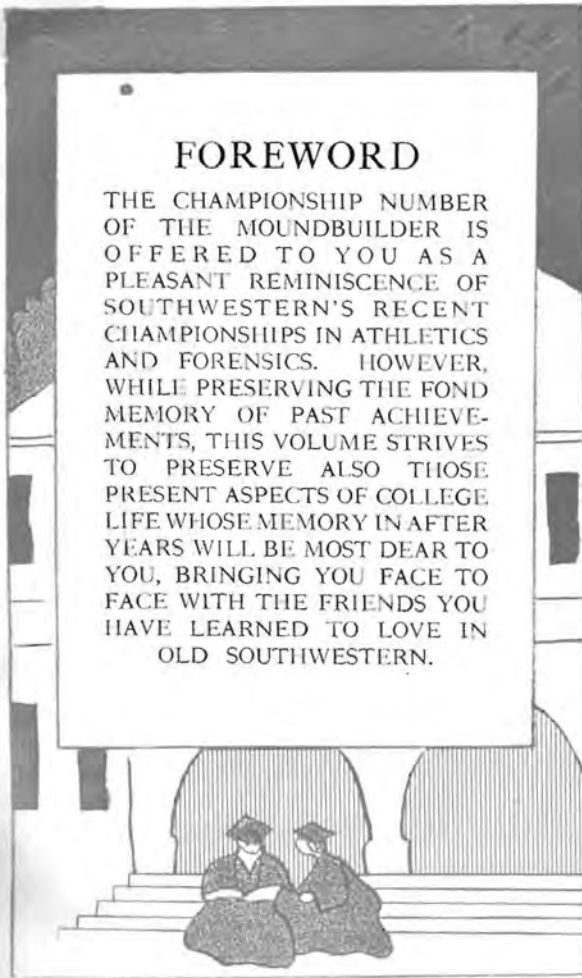 FOREWORD
THE CHAMPIONSHIP NUMBER
OF THE MOUNDBUILDER IS
OFFERED TO YOU AS A
PLEASANT REMINISCENCE OF
SOUTHWESTERN'S RECENT
CHAMPIONSHIPS IN ATHLETICS
AND FORENSICS. HOWEVER,
WHILE PRESERVING THE FOND
MEMORY OF PAST ACHIEVE-
MENTS, THIS VOLUME STRIVES
TO PRESERVE ALSO THOSE
PRESENT ASPECTS OF COLLEGE
LIFE WHOSE MEMORY IN AFTER
YEARS WILL BE MOST DEAR TO
YOU, BRINGING YOU FACE TO
FACE WITH THE FRIENDS YOU
HAVE LEARNED TO LOVE IN
OLD SOUTHWESTERN.